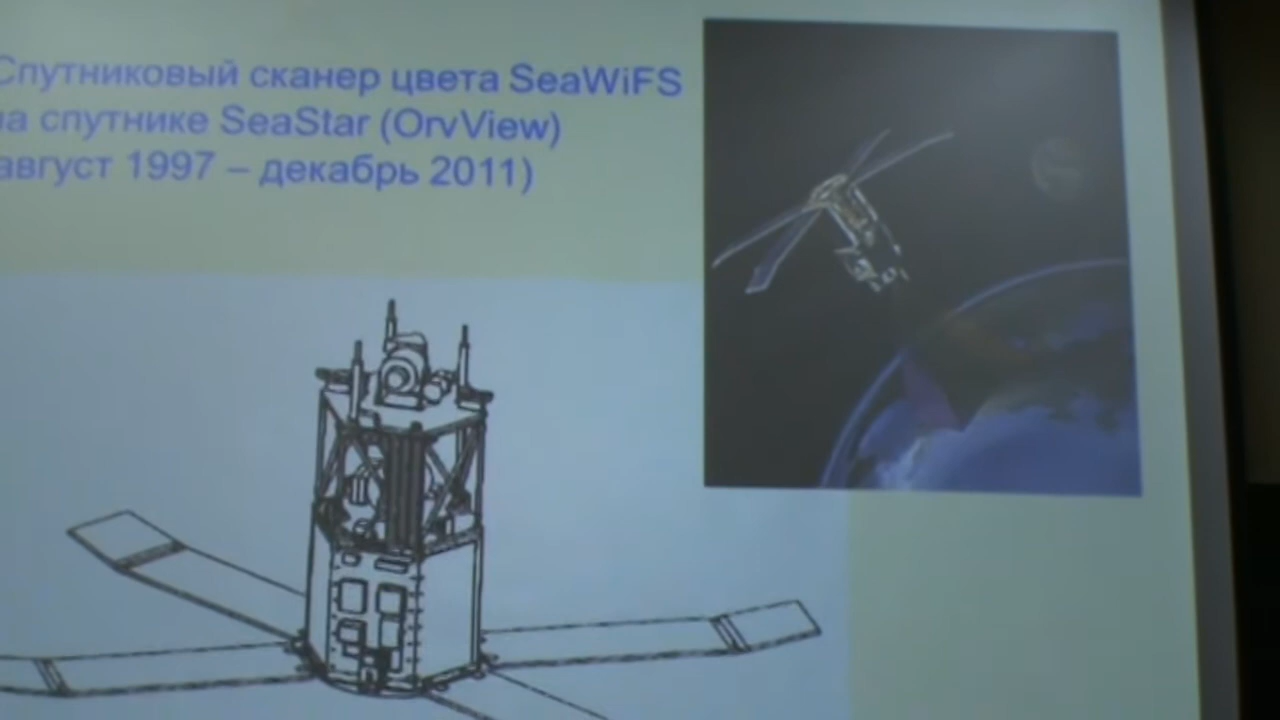 Спутниковый сканер цвета SeaWiFS
на спутнике SeaStar (OrvView)
август 1997 – декабрь 2011)